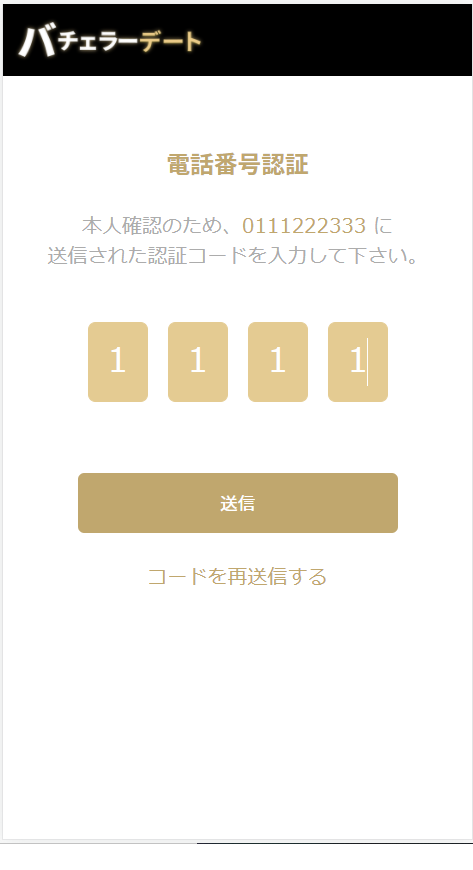 バチェラーデート
電話番号認証
本人確認のため、0111222333 に
送信された認証コードを入力して下さい。
1 1 1 1
送信
コードを再送信する